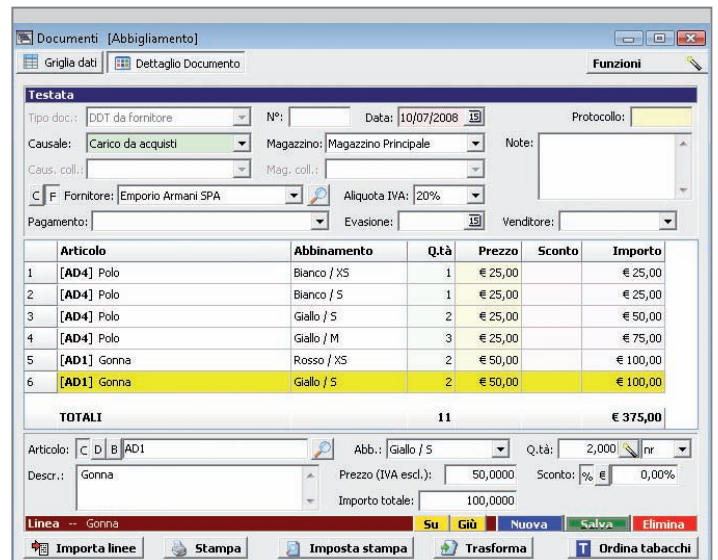 Documenti [Abbigliamento]
Griglia dati Dettaglio Documento Funzioni
Testata
Tipo doc.: DDT da fornitore N°: Data: 10/07/2008 15 Protocollo:
Causale: Carico da acquisti Magazzino: Magazzino Principale Note:
Caus. coll.: Mag. coll.:
C F Fornitore: Emporio Armani SPA Aliquota IVA: 20%
Pagamento: Evasione: 15 Venditore:
Articolo Abbinamento Q.tà Prezzo Sconto Importo
1 [AD4] Polo Bianco / XS 1 € 25,00 € 25,00
2 [AD4] Polo Bianco / S 1 € 25,00 € 25,00
3 [AD4] Polo Giallo / S 2 € 25,00 € 50,00
4 [AD4] Polo Giallo / M 3 € 25,00 € 75,00
5 [AD1] Gonna Rosso / XS 2 € 50,00 € 100,00
6 [AD1] Gonna Giallo / S 2 € 50,00 € 100,00
TOTALI 11 € 375,00
Articolo: C D B AD1 Abb.: Giallo / S Q.tà: 2,000 nr
Descr.: Gonna Prezzo (IVA escl.): 50,0000 Sconto: % € 0,00%
Importo totale: 100,0000
Linea -- Gonna Su Giù Nuova Salva Elimina
Importa linee Stampa Imposta stampa Trasforma T Ordina tabacchi